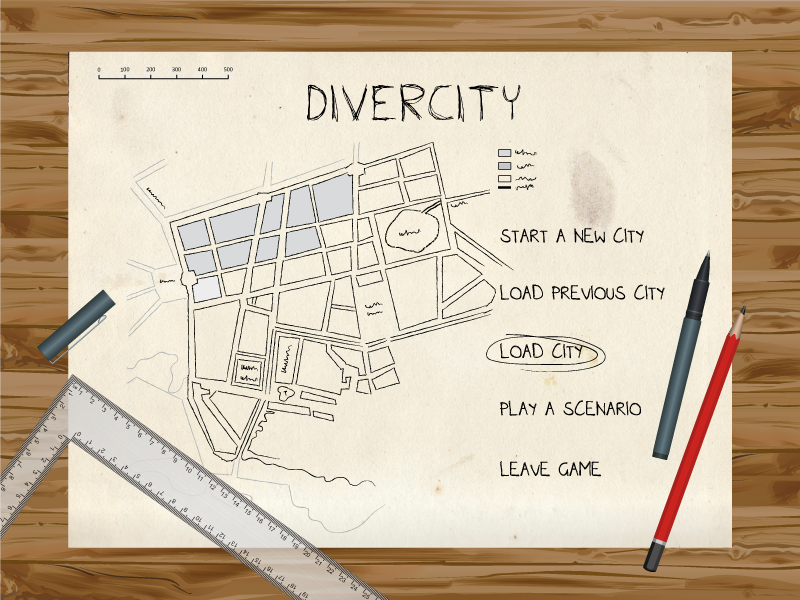 0 100 200 300 400 500
DIVERCITY
START A NEW CITY
LOAD PREVIOUS CITY
LOAD CITY
PLAY A SCENARIO
LEAVE GAME